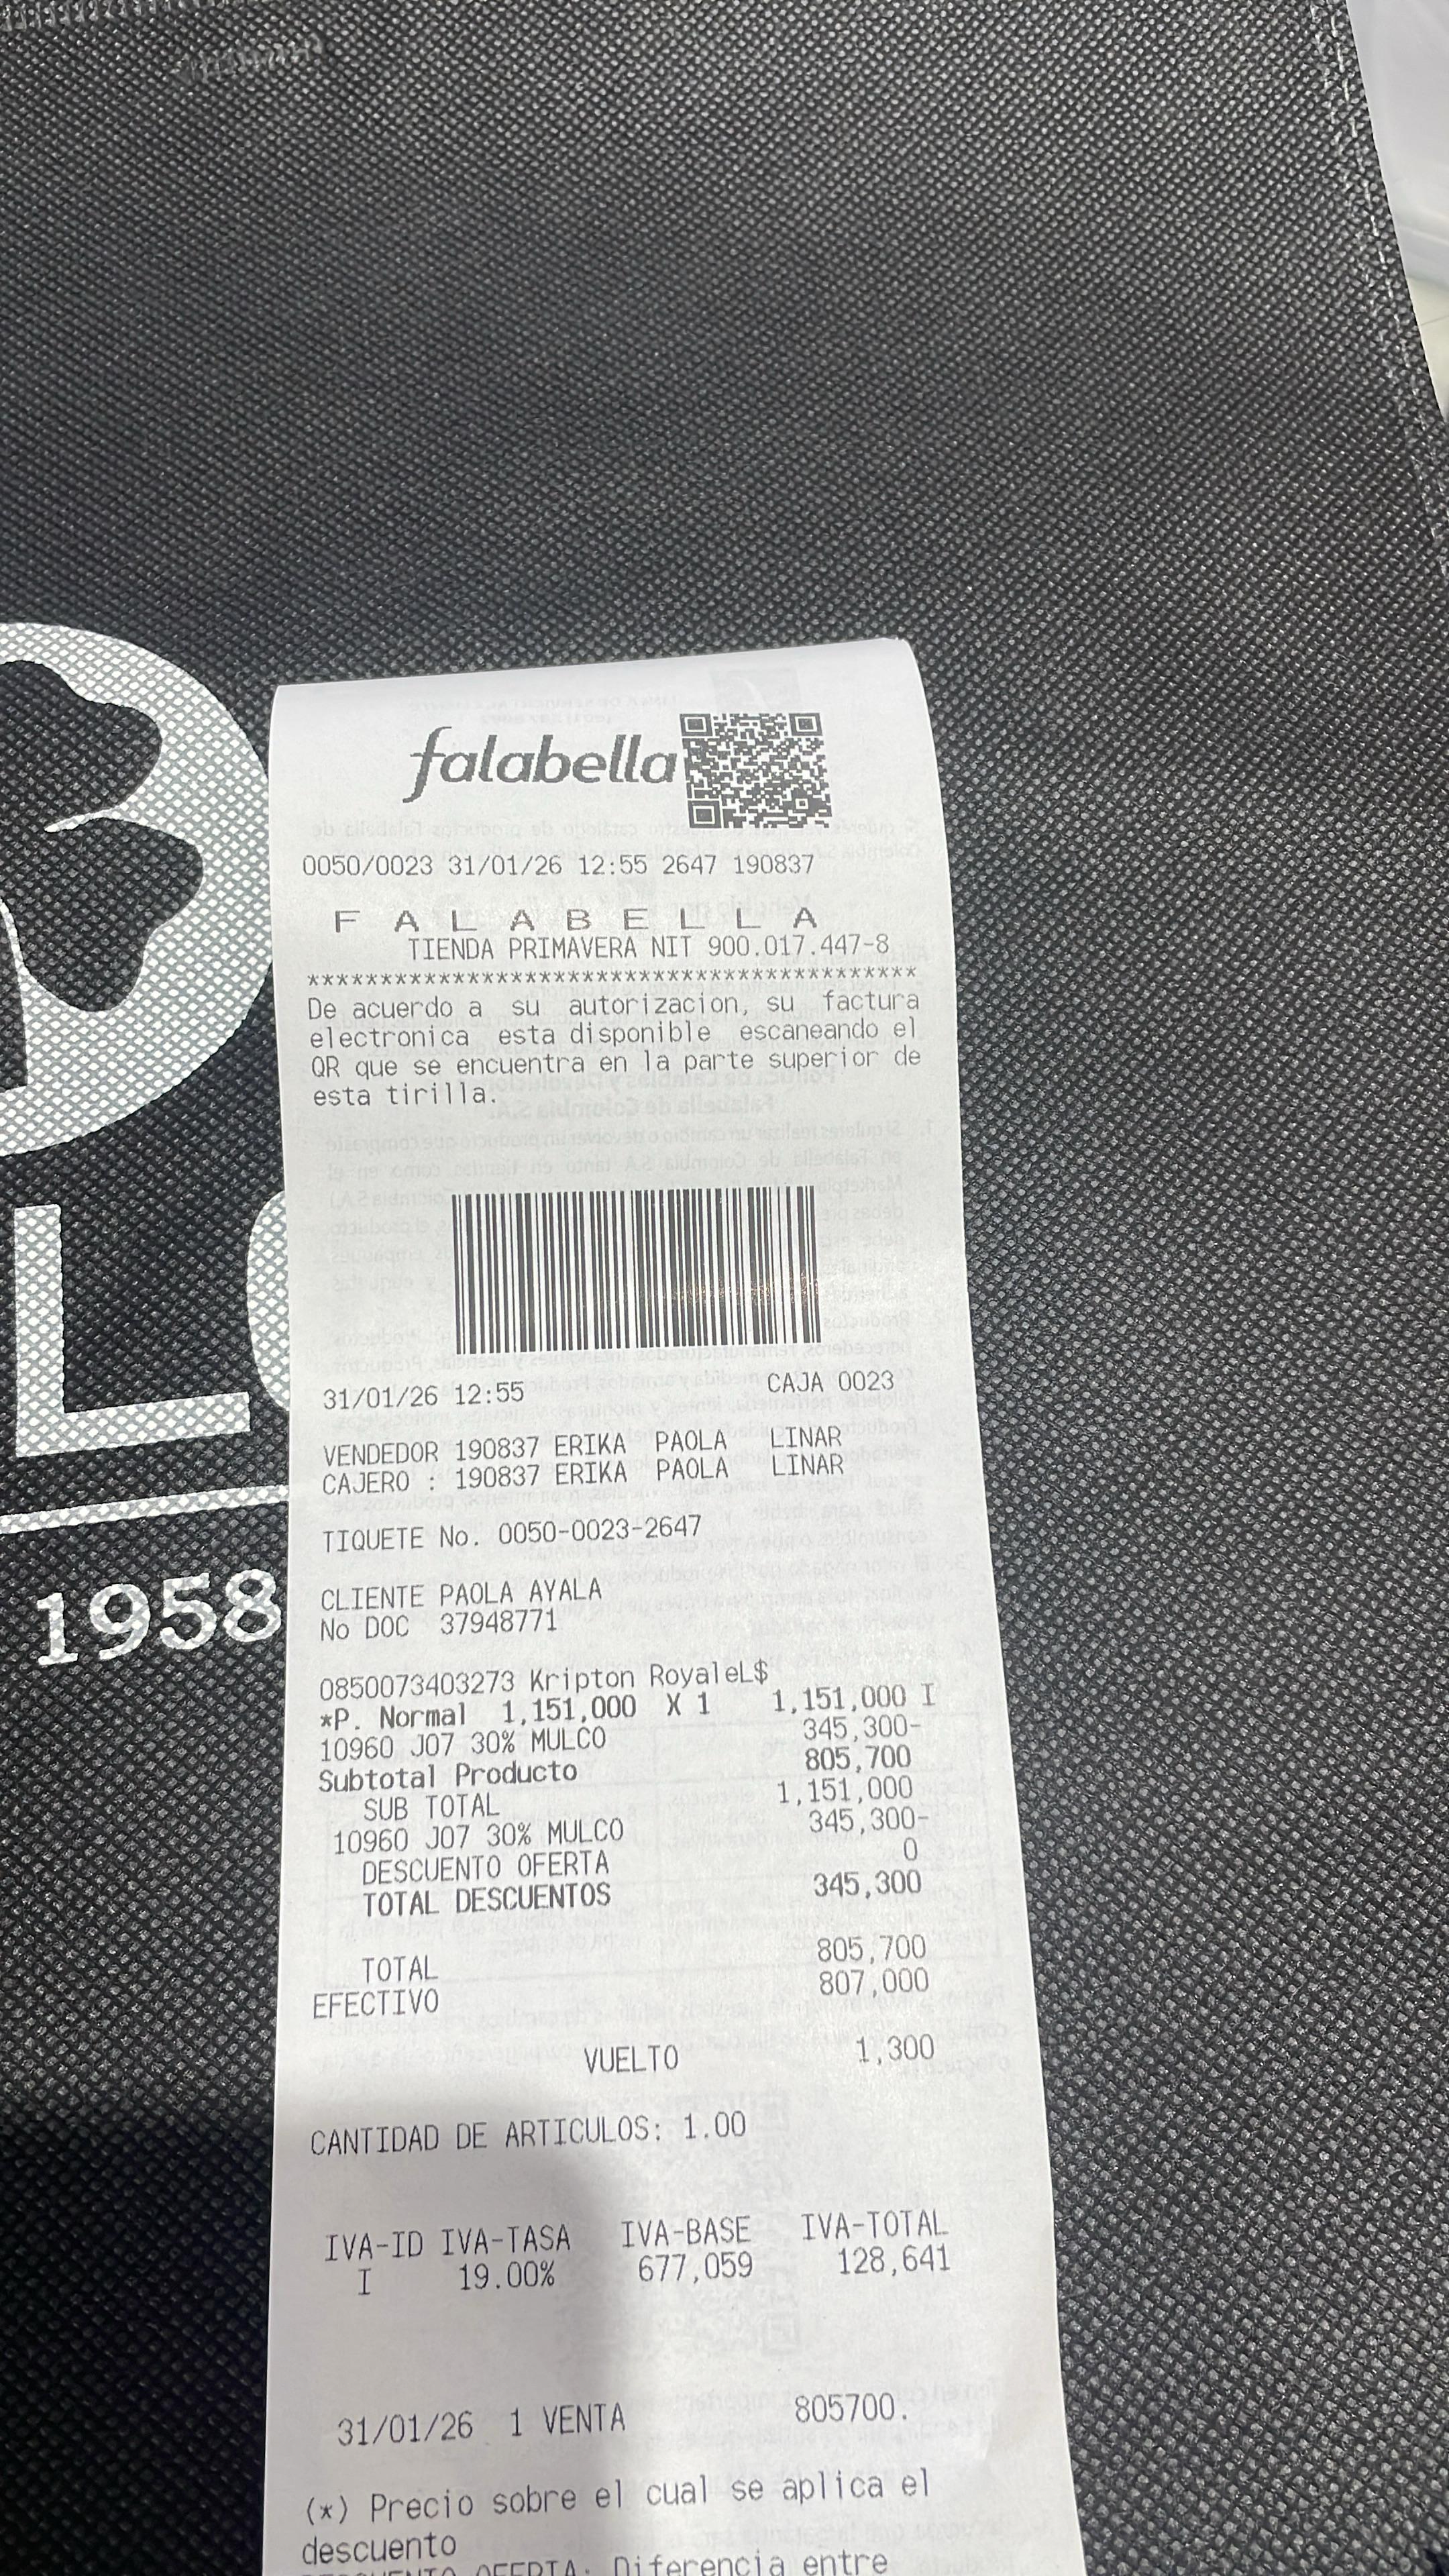 falabella
0050/0023 31/01/26 12:55 2647 190837
F A L A B E L L A
TIENDA PRIMAVERA NIT 900.017.447-8
******************************************
De acuerdo a su autorizacion, su factura
electronica esta disponible escaneando el
QR que se encuentra en la parte superior de
esta tirilla.
31/01/26 12:55 CAJA 0023
VENDEDOR 190837 ERIKA PAOLA LINAR
CAJERO : 190837 ERIKA PAOLA LINAR
TIQUETE No. 0050-0023-2647
CLIENTE PAOLA AYALA
No DOC 37948771
0850073403273 Kripton RoyaleL$
*P. Normal 1,151,000 X 1 1,151,000 I
10960 J07 30% MULCO 345,300-
Subtotal Producto 805,700
SUB TOTAL 1,151,000
10960 J07 30% MULCO 345,300-
DESCUENTO OFERTA 0
TOTAL DESCUENTOS 345,300
TOTAL 805,700
EFECTIVO 807,000
VUELTO 1,300
CANTIDAD DE ARTICULOS: 1.00
IVA-ID IVA-TASA IVA-BASE IVA-TOTAL
I 19.00% 677,059 128,641
31/01/26 1 VENTA 805700.
(*) Precio sobre el cual se aplica el
descuento
DESCUENTO OFERTA: Diferencia entre
1958